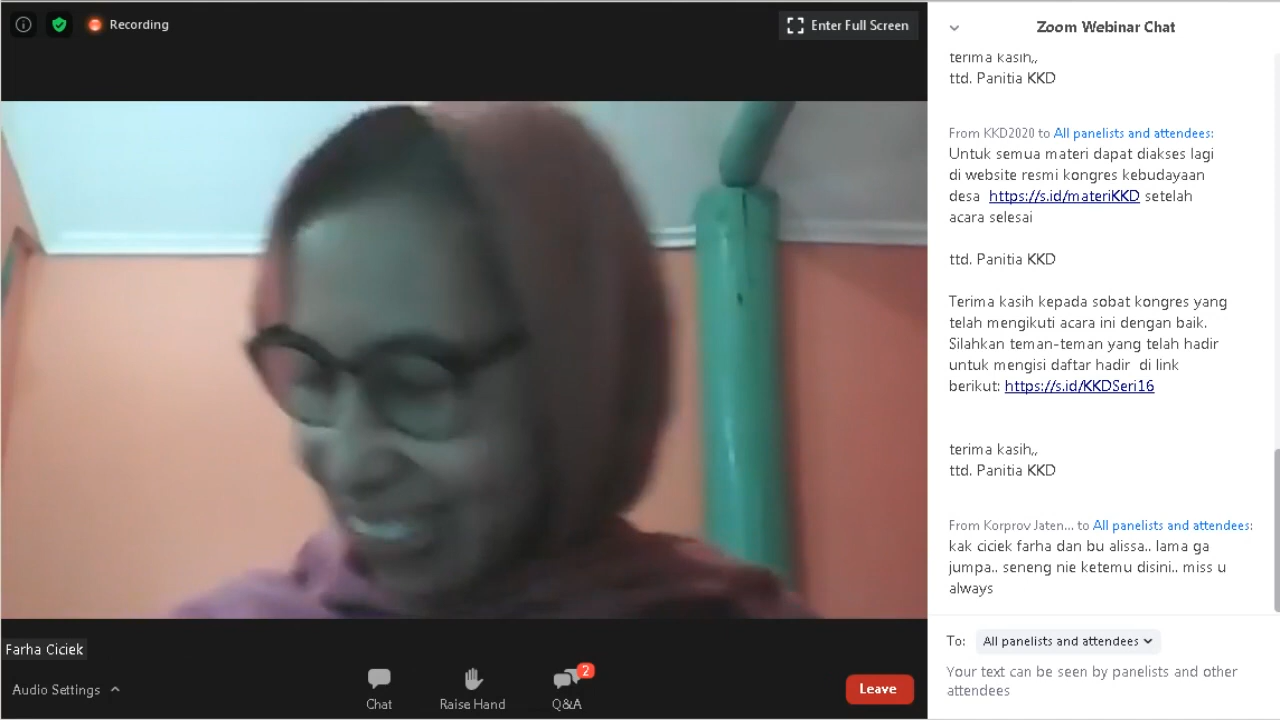 Recording
Enter Full Screen
Farha Ciciek
Audio Settings
Chat
Raise Hand
2
Q&A
Leave
Zoom Webinar Chat
terima kasih,,
ttd. Panitia KKD
From KKD2020 to All panelists and attendees:
Untuk semua materi dapat diakses lagi
di website resmi kongres kebudayaan
desa https://s.id/materiKKD setelah
acara selesai
ttd. Panitia KKD
Terima kasih kepada sobat kongres yang
telah mengikuti acara ini dengan baik.
Silahkan teman-teman yang telah hadir
untuk mengisi daftar hadir di link
berikut: https://s.id/KKDSeri16
terima kasih,,
ttd. Panitia KKD
From Korprov Jaten... to All panelists and attendees:
kak ciciek farha dan bu alissa.. lama ga
jumpa.. seneng nie ketemu disini.. miss u
always
To: All panelists and attendees
Your text can be seen by panelists and other
attendees